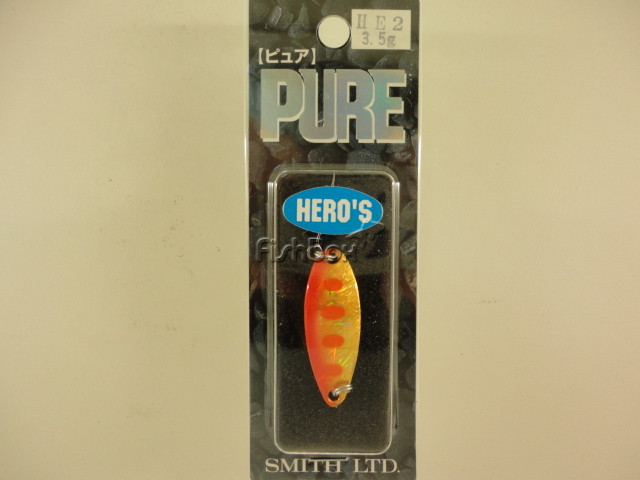 HE2
3.5g
【ピュア】
PURE
HERO'S
FishBox
SMITH LTD.